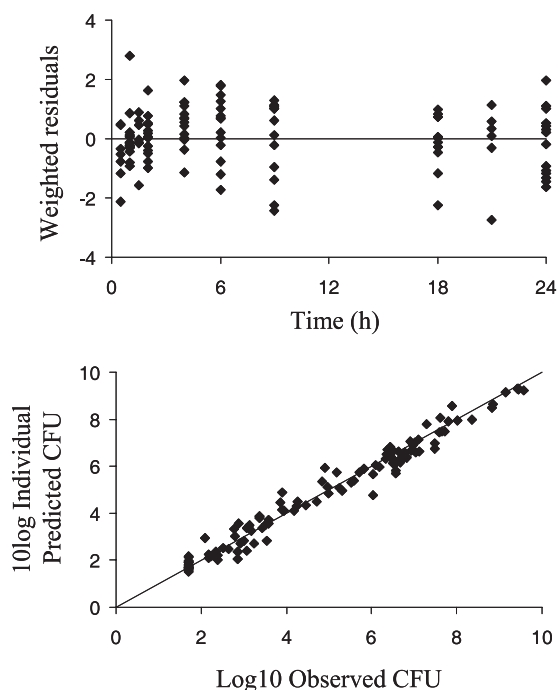 4
2
0
-2
-4
Weighted residuals
0 6 12 18 24
Time (h)
10
8
6
4
2
0
10log Individual
Predicted CFU
0 2 4 6 8 10
Log10 Observed CFU